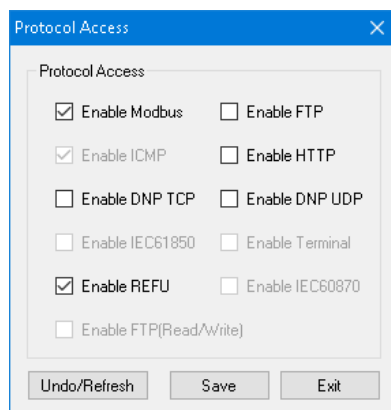 Protocol Access
Protocol Access
Enable Modbus
Enable FTP
Enable ICMP
Enable HTTP
Enable DNP TCP
Enable DNP UDP
Enable IEC61850
Enable Terminal
Enable REFU
Enable IEC60870
Enable FTP(Read/Write)
Undo/Refresh
Save
Exit